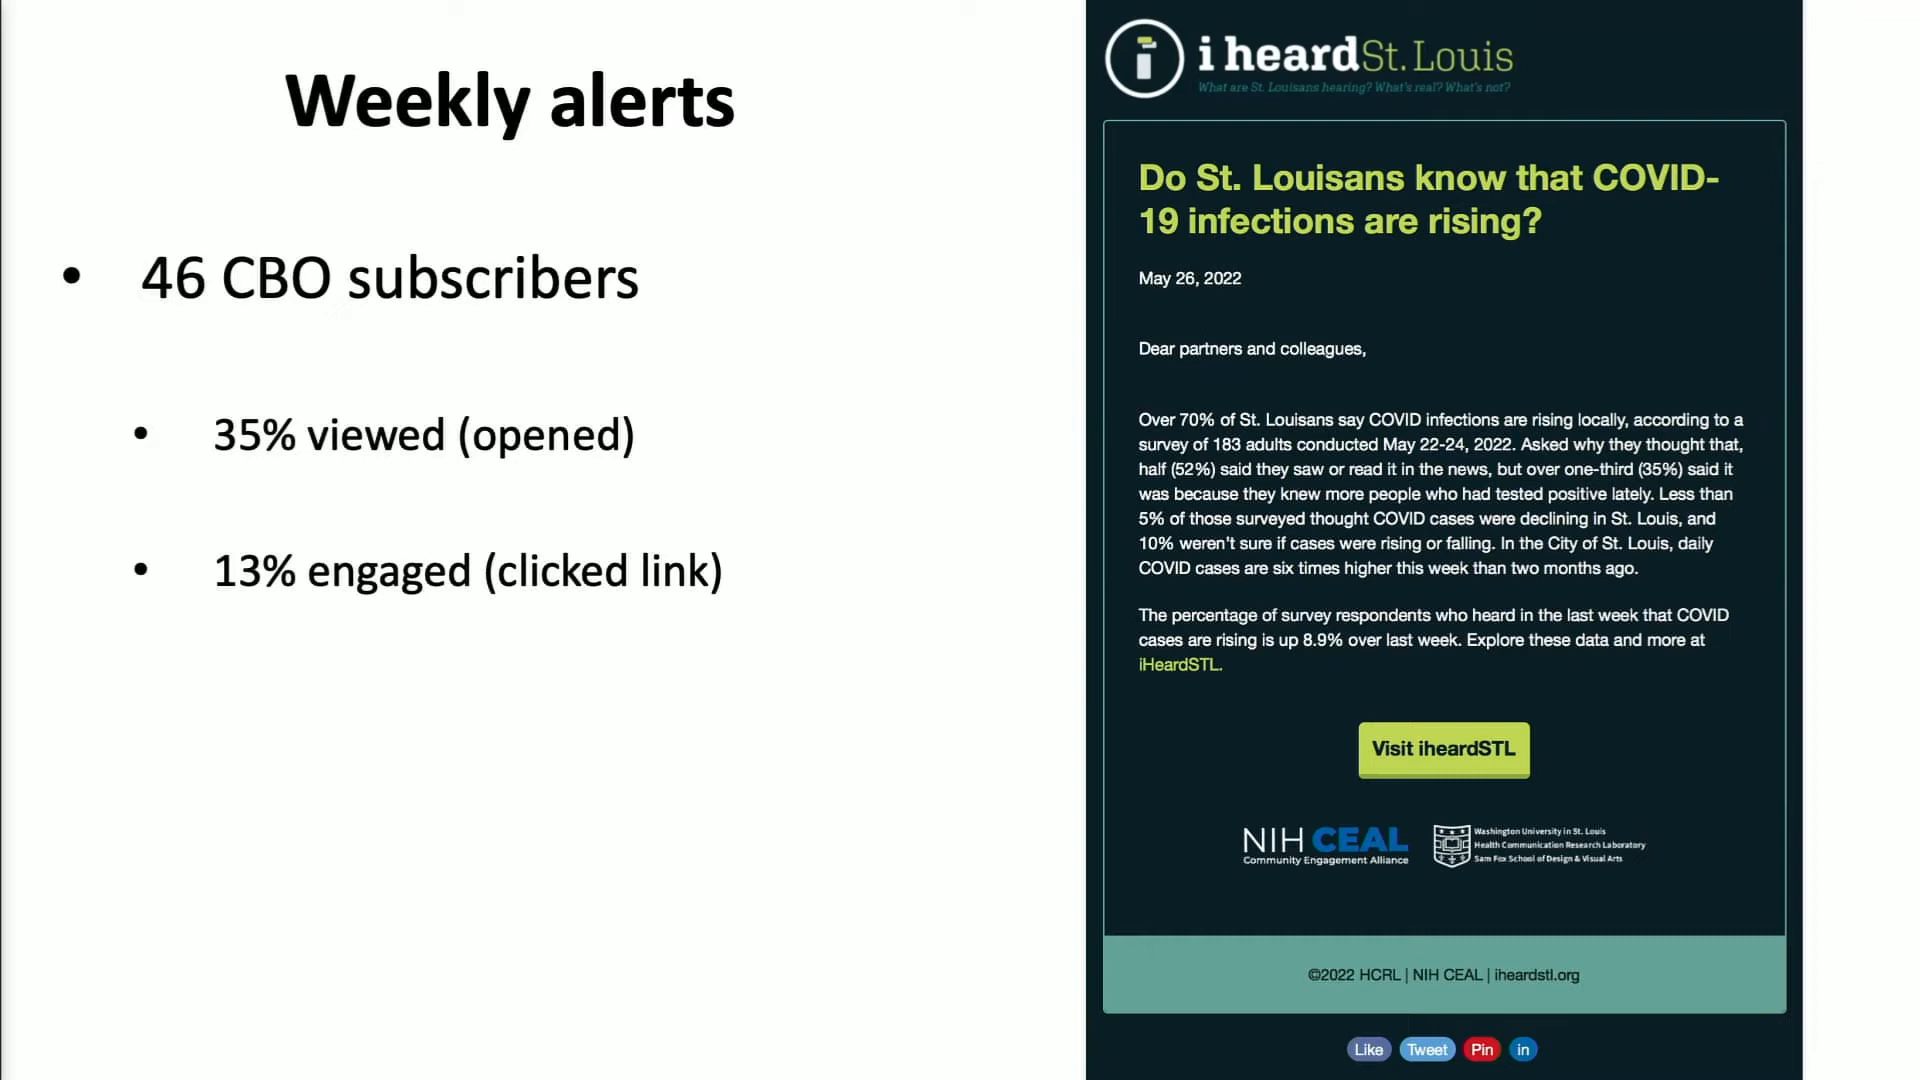 Weekly alerts
• 46 CBO subscribers
• 35% viewed (opened)
• 13% engaged (clicked link)
i heardSt.Louis
What are St. Louisans hearing? What's real? What's not?
Do St. Louisans know that COVID-
19 infections are rising?
May 26, 2022
Dear partners and colleagues,
Over 70% of St. Louisans say COVID infections are rising locally, according to a
survey of 183 adults conducted May 22-24, 2022. Asked why they thought that,
half (52%) said they saw or read it in the news, but over one-third (35%) said it
was because they knew more people who had tested positive lately. Less than
5% of those surveyed thought COVID cases were declining in St. Louis, and
10% weren't sure if cases were rising or falling. In the City of St. Louis, daily
COVID cases are six times higher this week than two months ago.
The percentage of survey respondents who heard in the last week that COVID
cases are rising is up 8.9% over last week. Explore these data and more at
iHeardSTL.
Visit iheardSTL
NIH CEAL
Community Engagement Alliance
Washington University in St. Louis
Health Communication Research Laboratory
Sam Fox School of Design & Visual Arts
©2022 HCRL | NIH CEAL | iheardstl.org
Like Tweet Pin in